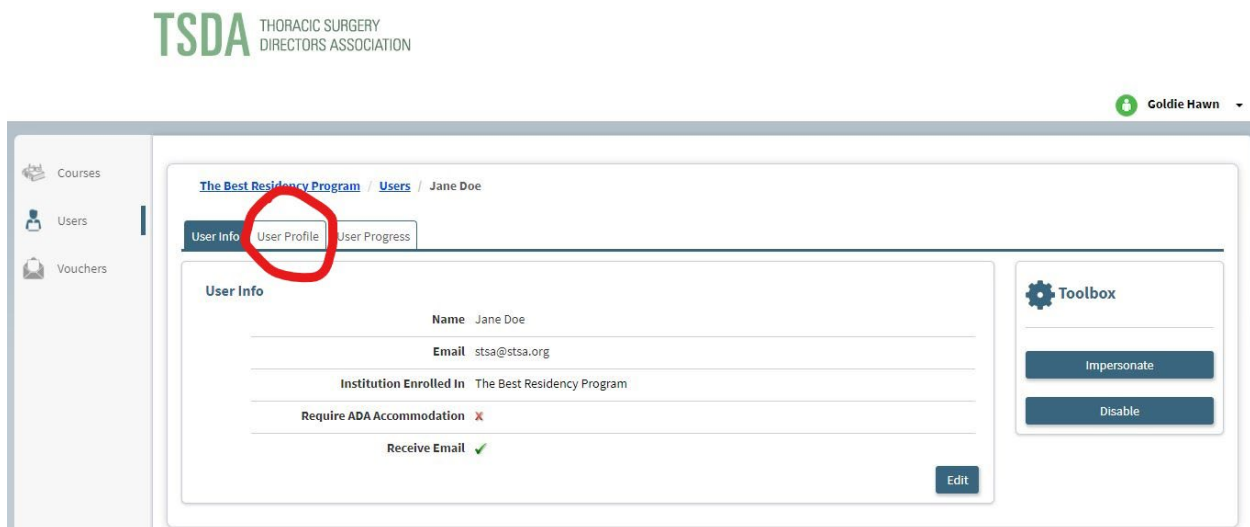 TSDA THORACIC SURGERY
DIRECTORS ASSOCIATION
Goldie Hawn
Courses
Users
Vouchers
The Best Residency Program / Users / Jane Doe
User Info User Profile User Progress
User Info
Name Jane Doe
Email stsa@stsa.org
Institution Enrolled In The Best Residency Program
Require ADA Accommodation X
Receive Email ✓
Edit
Toolbox
Impersonate
Disable